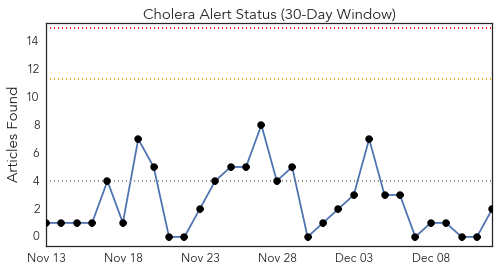 Cholera Alert Status (30-Day Window)
Articles Found
14
12
10
8
6
4
2
0
Nov 13 Nov 18 Nov 23 Nov 28 Dec 03 Dec 08